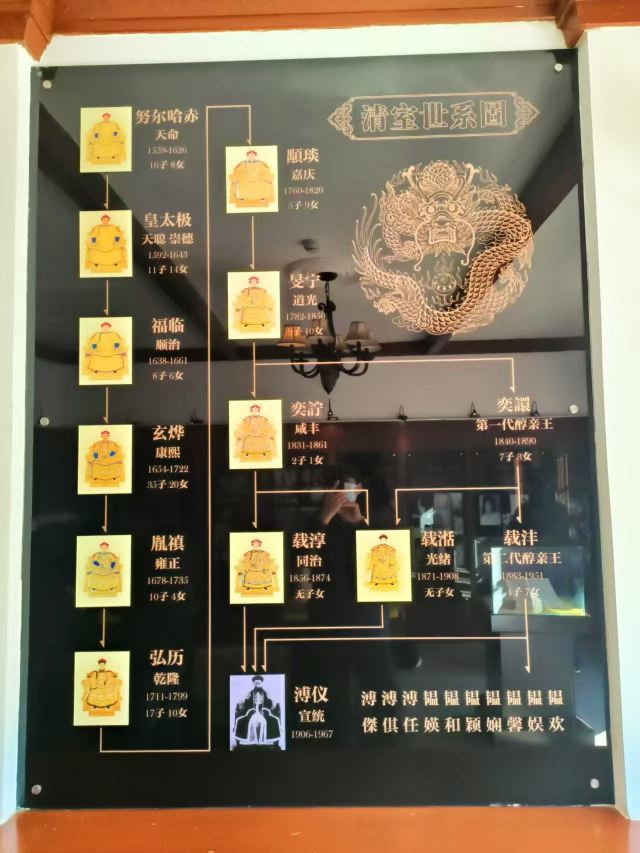 清室世系图
努尔哈赤
天命
1559-1626
16子 8女
皇太极
天聪 崇德
1592-1643
11子 14女
福临
顺治
1638-1661
8子 6女
玄烨
康熙
1654-1722
35子 20女
胤禛
雍正
1678-1735
10子 4女
弘历
乾隆
1711-1799
17子 10女
顒琰
嘉庆
1760-1820
5子 9女
旻宁
道光
1782-1850
子 10女
奕詝
咸丰
1831-1861
2子 1女
奕譞
第一代醇亲王
1840-1890
7子 3女
载淳
同治
1856-1874
无子女
载湉
光绪
1871-1908
无子女
载沣
第二代醇亲王
1883-1951
4子 7女
溥仪
宣统
1906-1967
溥 溥 溥 韫 韫 韫 韫 韫 韫 韫
傑 倛 任 媖 和 颖 娴 馨 娱 欢